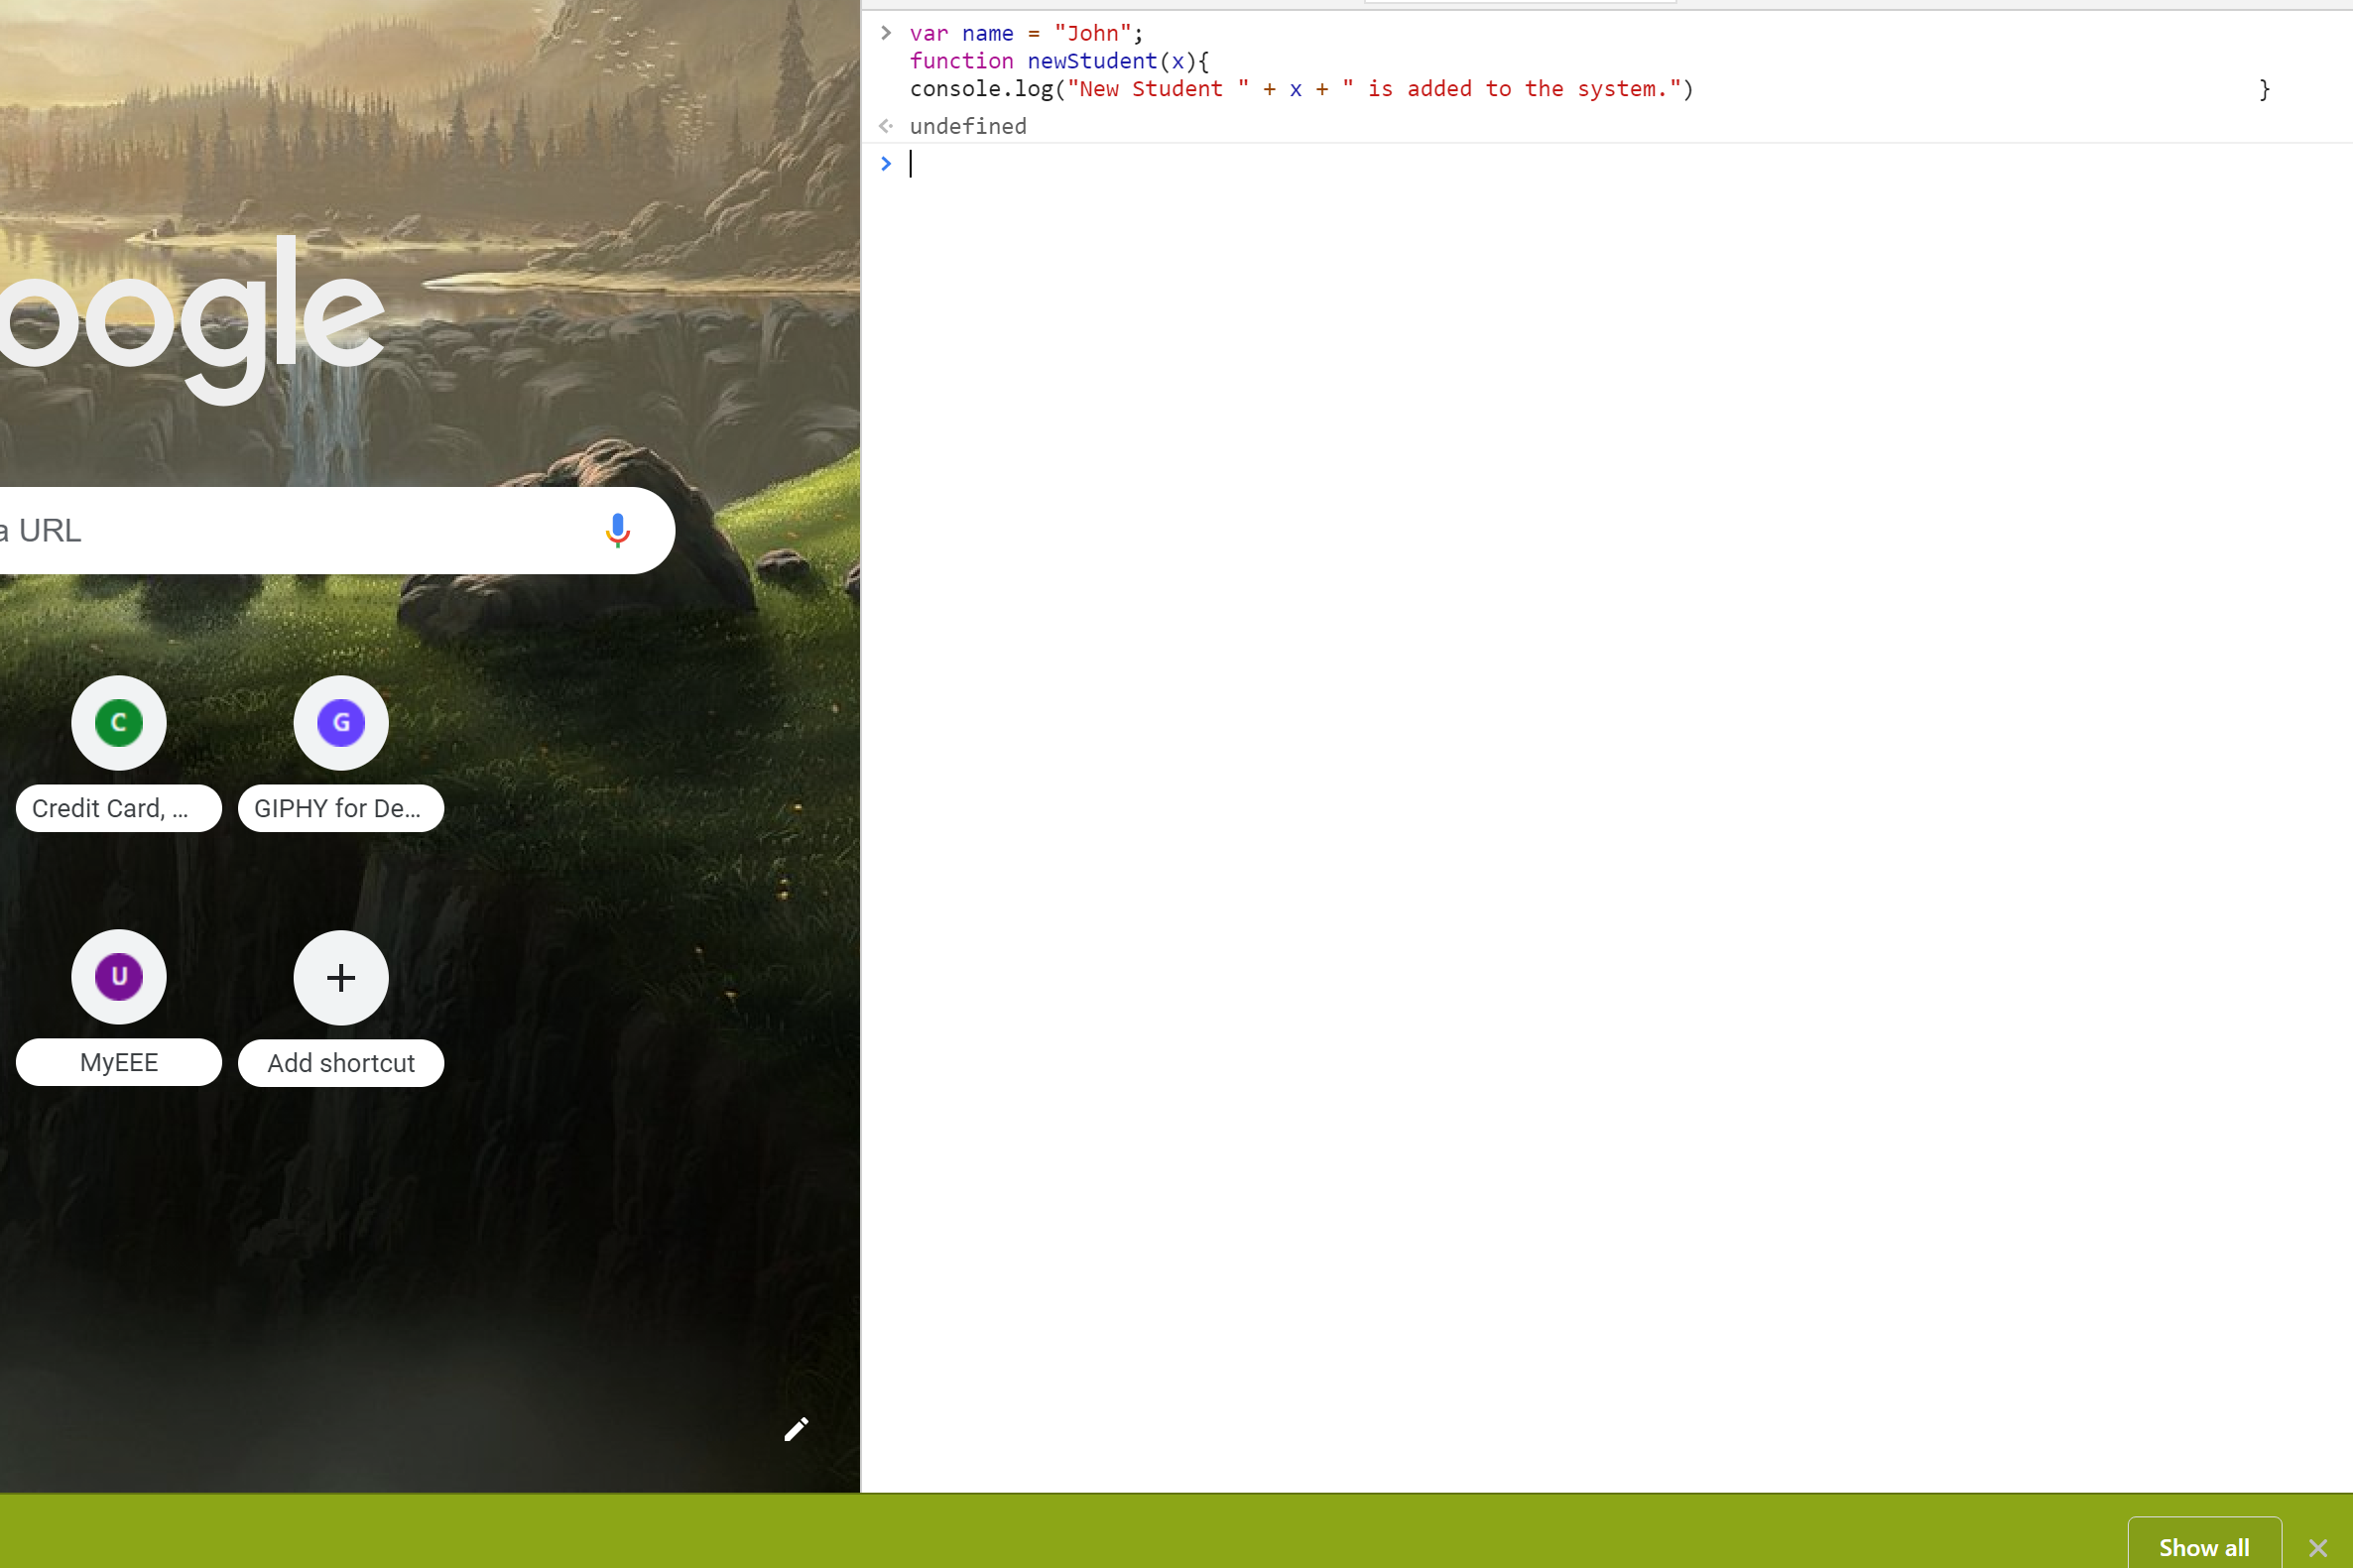 oogle
a URL
C
G
Credit Card, ...
GIPHY for De...
U
+
MyEEE
Add shortcut
> var name = "John";
function newStudent(x){
console.log("New Student " + x + " is added to the system.") }
undefined
>
Show all